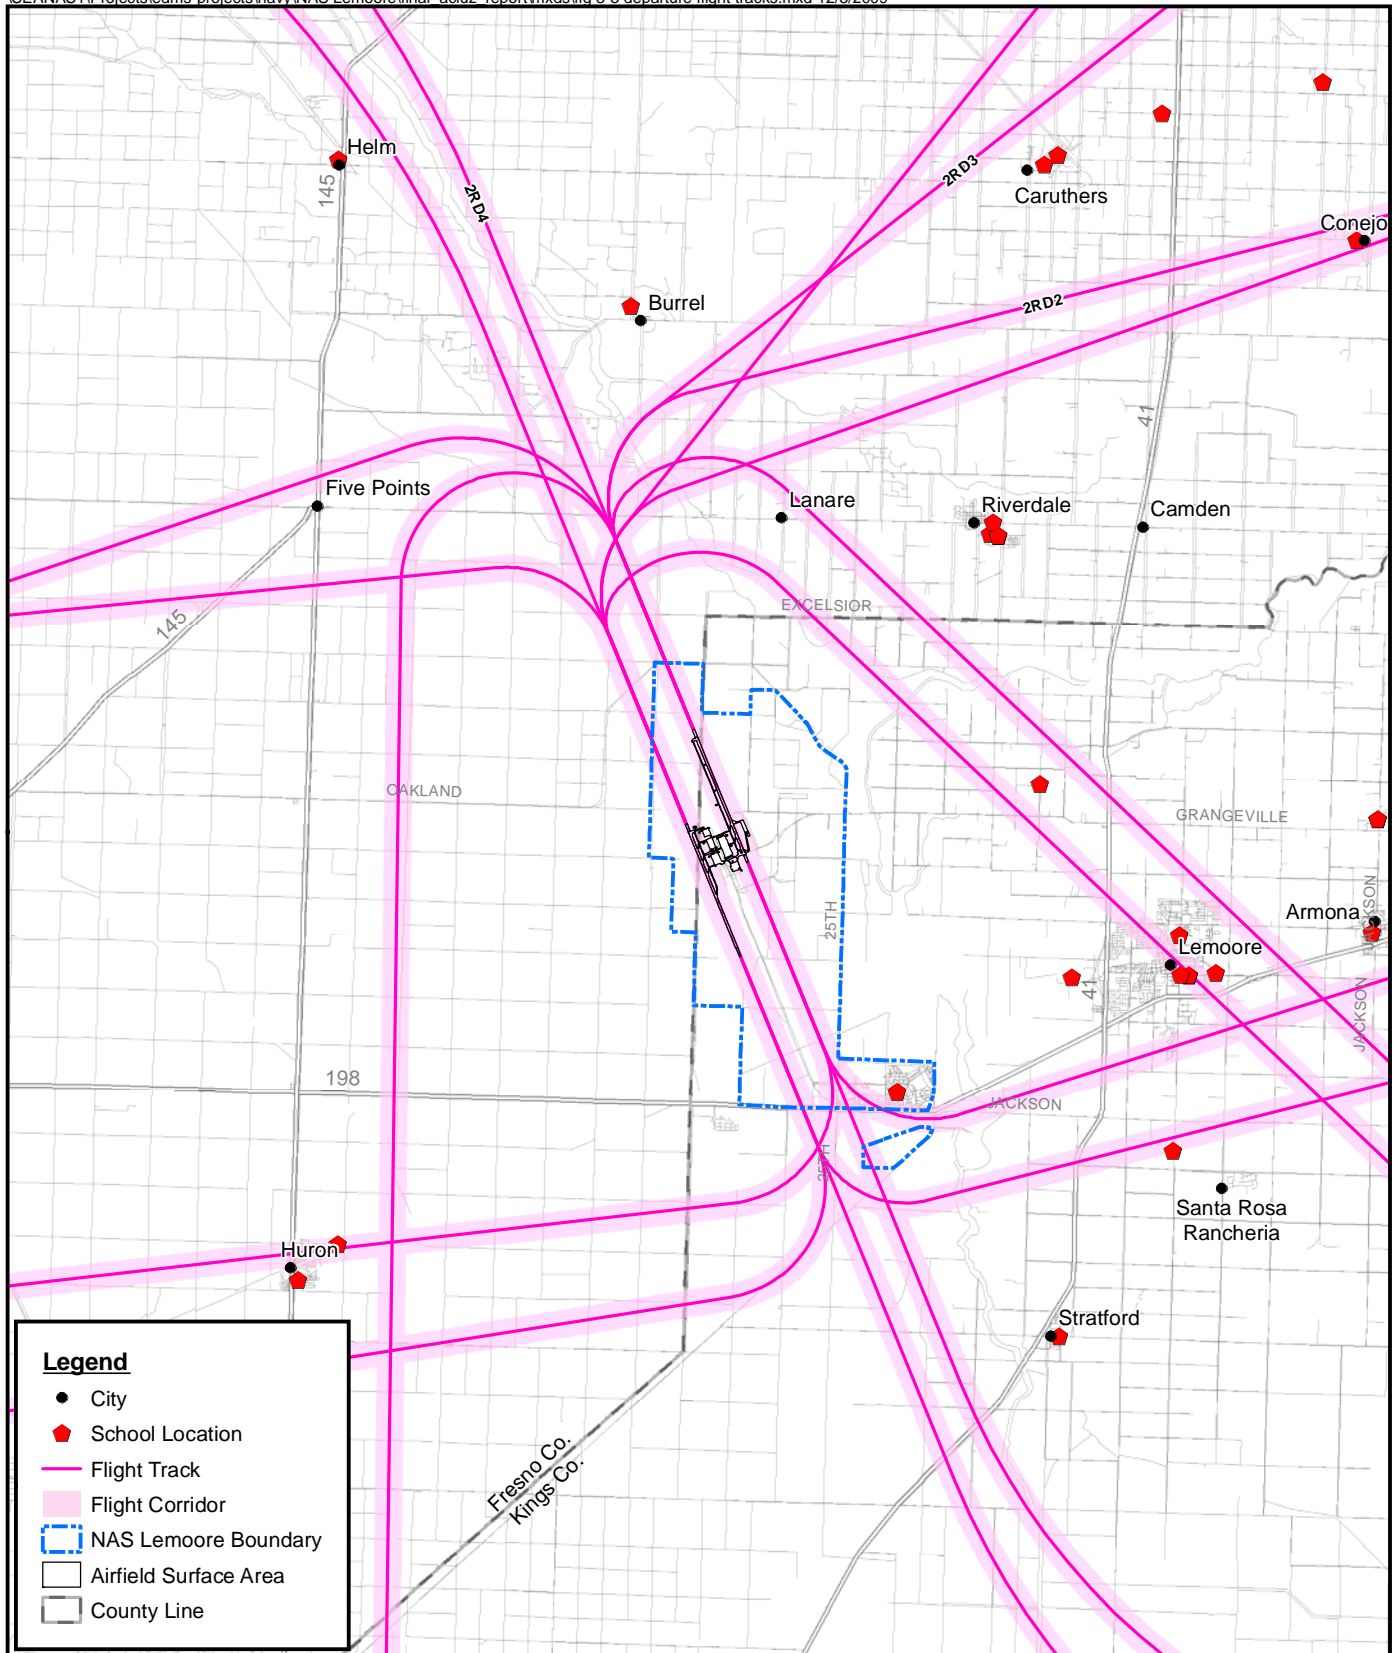 Helm
145
2RD4
2RD3
Caruthers
Conejo
Burrel
2RD2
41
Five Points
Lanare
Riverdale
Camden
EXCELSIOR
145
OAKLAND
GRANGEVILLE
25TH
Armona
JACKSON
Lemoore
41
JACKSON
198
JACKSON
25TH
Santa Rosa
Rancheria
Huron
Stratford
Fresno Co.
Kings Co.
Legend
City
School Location
Flight Track
Flight Corridor
NAS Lemoore Boundary
Airfield Surface Area
County Line